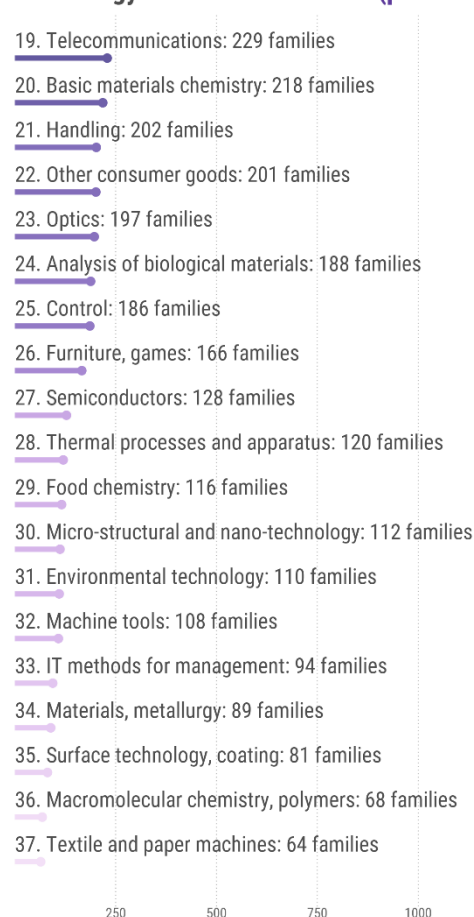 19. Telecommunications: 229 families
20. Basic materials chemistry: 218 families
21. Handling: 202 families
22. Other consumer goods: 201 families
23. Optics: 197 families
24. Analysis of biological materials: 188 families
25. Control: 186 families
26. Furniture, games: 166 families
27. Semiconductors: 128 families
28. Thermal processes and apparatus: 120 families
29. Food chemistry: 116 families
30. Micro-structural and nano-technology: 112 families
31. Environmental technology: 110 families
32. Machine tools: 108 families
33. IT methods for management: 94 families
34. Materials, metallurgy: 89 families
35. Surface technology, coating: 81 families
36. Macromolecular chemistry, polymers: 68 families
37. Textile and paper machines: 64 families
250 500 750 1000